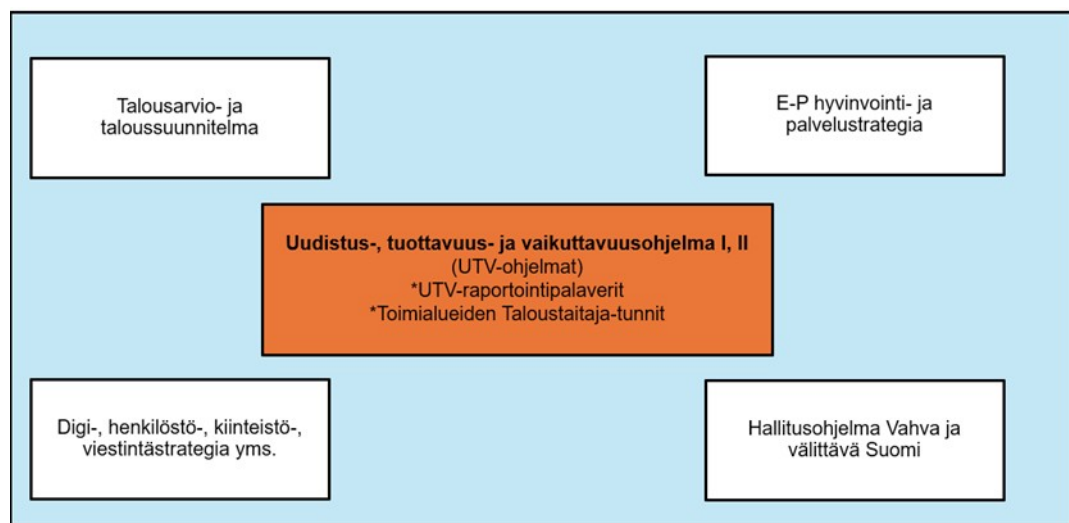 Talousarvio- ja
taloussuunnitelma
E-P hyvinvointi- ja
palvelustrategia
Uudistus-, tuottavuus- ja vaikuttavuusohjelma I, II
(UTV-ohjelmat)
*UTV-raportointipalaverit
*Toimialueiden Taloustaitaja-tunnit
Digi-, henkilöstö-, kiinteistö-,
viestintästrategia yms.
Hallitusohjelma Vahva ja
välittävä Suomi